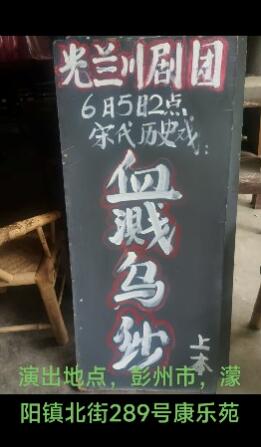 光兰川剧团
6日5日2点
宋代历史戏:
血溅乌纱
上本
演出地点，彭州市，濛
阳镇北街289号康乐苑